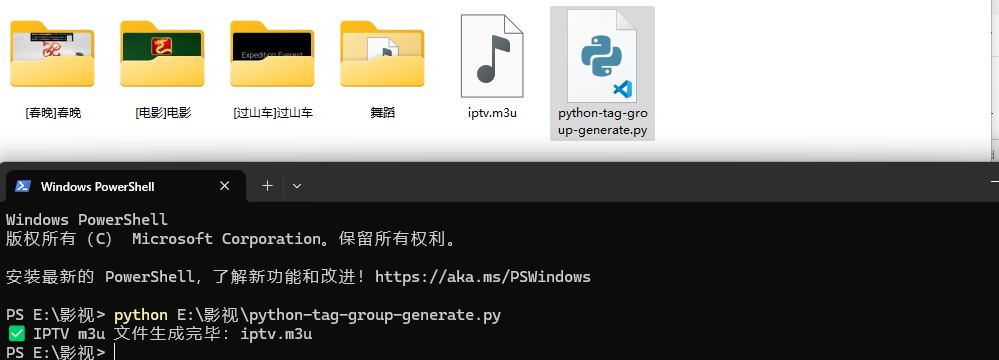 Expedition Everest
[春晚]春晚
[电影]电影
[过山车]过山车
舞蹈
iptv.m3u
python-tag-gro
up-generate.py
Windows PowerShell
Windows PowerShell
版权所有 (C) Microsoft Corporation。保留所有权利。
安装最新的 PowerShell,了解新功能和改进!https://aka.ms/PSWindows
PS E:\影视> python E:\影视\python-tag-group-generate.py
✅ IPTV m3u 文件生成完毕:iptv.m3u
PS E:\影视>